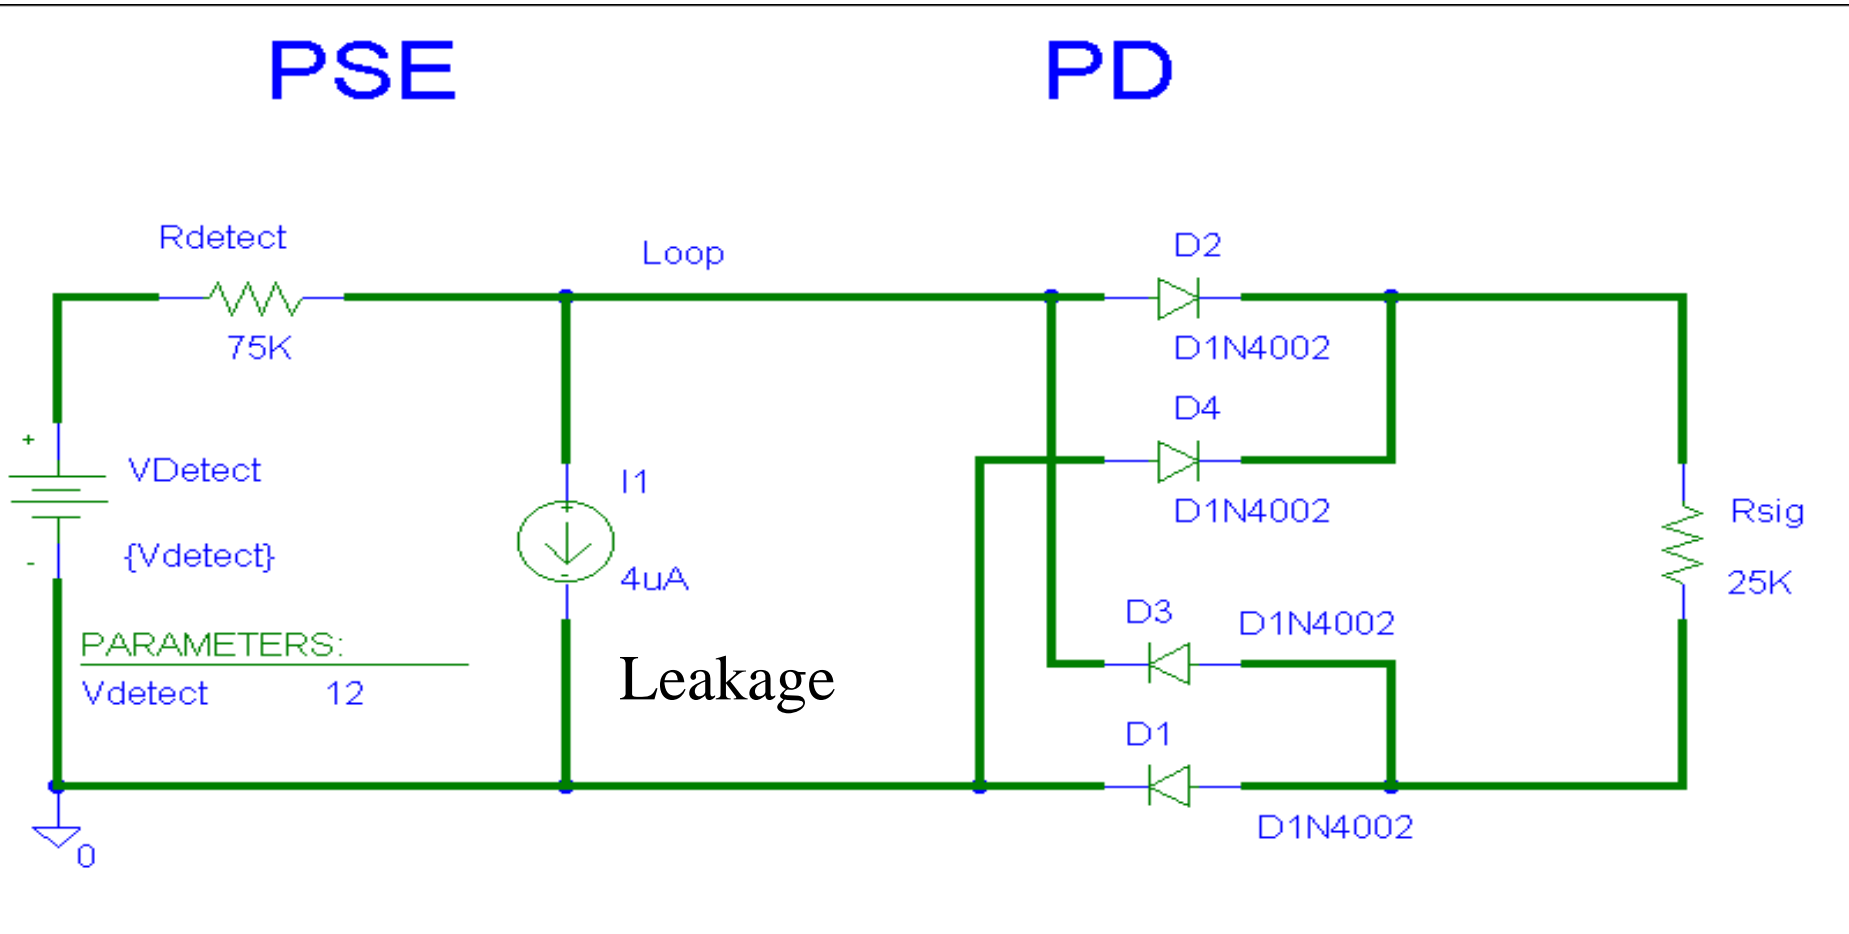 PSE
PD
Rdetect
75K
Loop
D2
D1N4002
D4
D1N4002
+
VDetect
{Vdetect}
-
I1
+
-
4uA
Rsig
25K
D3
D1N4002
PARAMETERS:
Vdetect 12
Leakage
D1
D1N4002
0